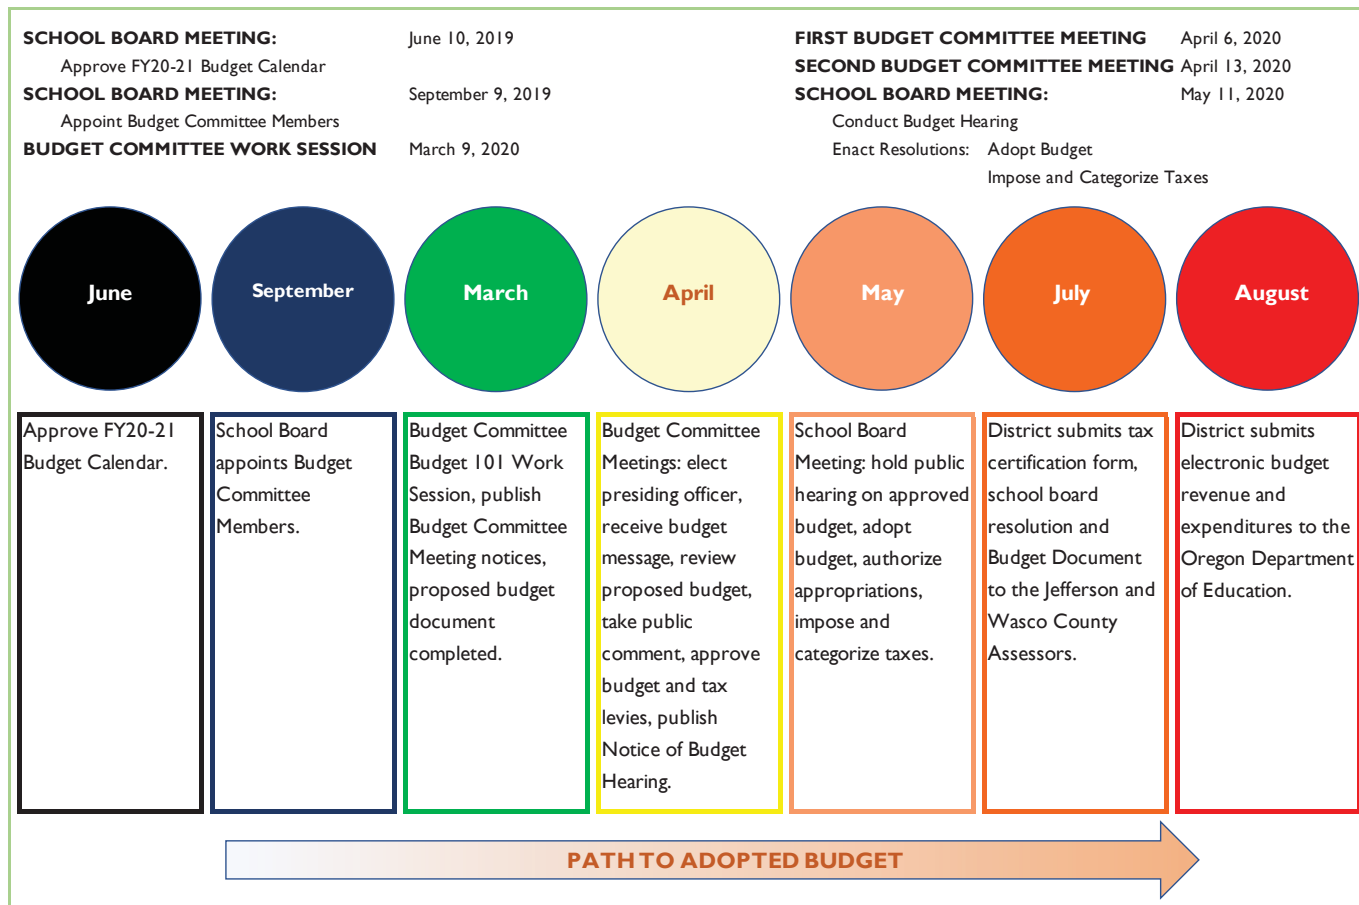 SCHOOL BOARD MEETING: June 10, 2019
Approve FY20-21 Budget Calendar
SCHOOL BOARD MEETING: September 9, 2019
Appoint Budget Committee Members
BUDGET COMMITTEE WORK SESSION March 9, 2020
FIRST BUDGET COMMITTEE MEETING April 6, 2020
SECOND BUDGET COMMITTEE MEETING April 13, 2020
SCHOOL BOARD MEETING: May 11, 2020
Conduct Budget Hearing
Enact Resolutions: Adopt Budget
Impose and Categorize Taxes
June
September
March
April
May
July
August
Approve FY20-21
Budget Calendar.
School Board
appoints Budget
Committee
Members.
Budget Committee
Budget 101 Work
Session, publish
Budget Committee
Meeting notices,
proposed budget
document
completed.
Budget Committee
Meetings: elect
presiding officer,
receive budget
message, review
proposed budget,
take public
comment, approve
budget and tax
levies, publish
Notice of Budget
Hearing.
School Board
Meeting: hold public
hearing on approved
budget, adopt
budget, authorize
appropriations,
impose and
categorize taxes.
District submits tax
certification form,
school board
resolution and
Budget Document
to the Jefferson and
Wasco County
Assessors.
District submits
electronic budget
revenue and
expenditures to the
Oregon Department
of Education.
PATH TO ADOPTED BUDGET